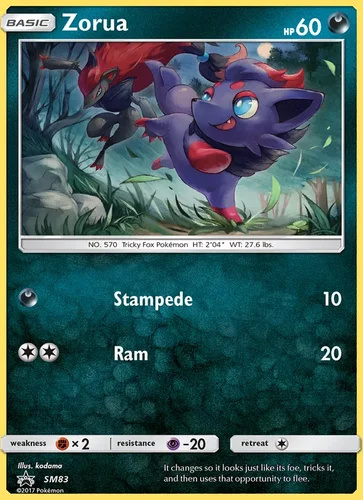 BASIC Zorua HP 60
NO. 570 Tricky Fox Pokémon HT: 2'04" WT: 27.6 lbs.
Stampede 10
Ram 20
weakness ×2 resistance -20 retreat
Illus. kodama
SM83
©2017 Pokémon
It changes so it looks just like its foe, tricks it,
and then uses that opportunity to flee.